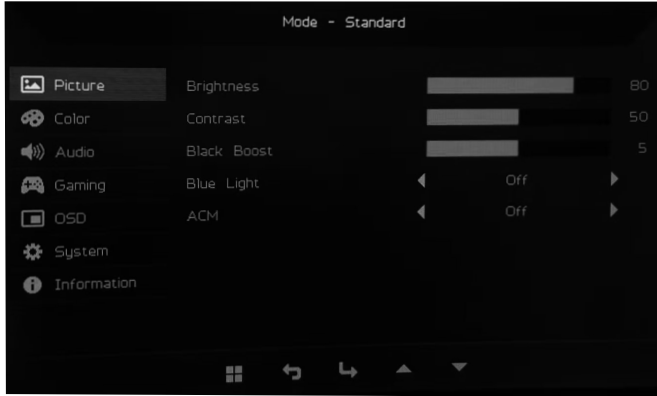 Mode - Standard
Picture
Brightness 80
Color
Contrast 50
Audio
Black Boost 5
Gaming
Blue Light Off
OSD
ACM Off
System
Information